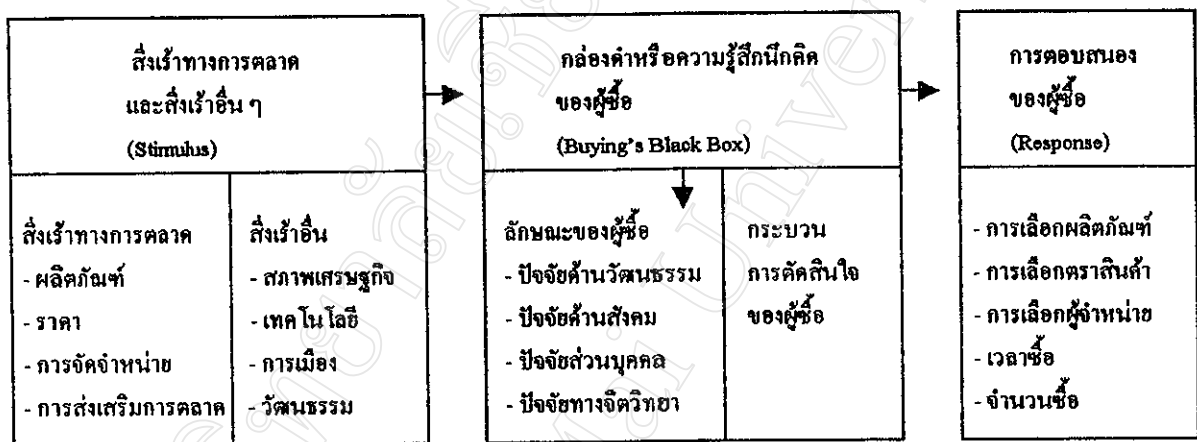 สิ่งเร้าทางการตลาด
และสิ่งเร้าอื่น ๆ
(Stimulus)
กล่องดำหรือความรู้สึกนึกคิด
ของผู้ซื้อ
(Buying's Black Box)
การตอบสนอง
ของผู้ซื้อ
(Response)
สิ่งเร้าทางการตลาด
- ผลิตภัณฑ์
- ราคา
- การจัดจำหน่าย
- การส่งเสริมการตลาด
สิ่งเร้าอื่น
- สภาพเศรษฐกิจ
- เทคโนโลยี
- การเมือง
- วัฒนธรรม
ลักษณะของผู้ซื้อ
- ปัจจัยด้านวัฒนธรรม
- ปัจจัยด้านสังคม
- ปัจจัยส่วนบุคคล
- ปัจจัยทางจิตวิทยา
กระบวน
การตัดสินใจ
ของผู้ซื้อ
- การเลือกผลิตภัณฑ์
- การเลือกตราสินค้า
- การเลือกผู้จำหน่าย
- เวลาซื้อ
- จำนวนซื้อ